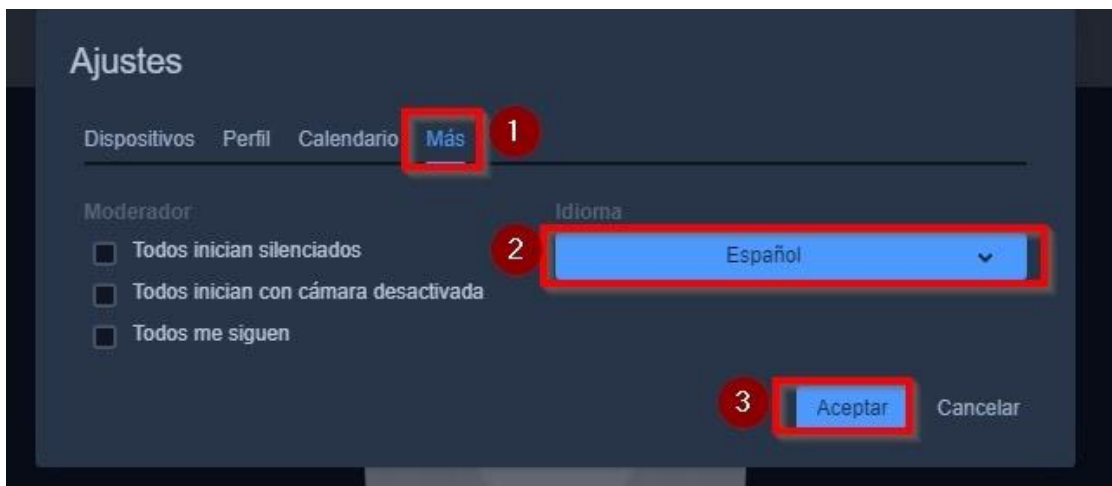 Ajustes
Dispositivos Perfil Calendario Más 1
Moderador Idioma
Todos inician silenciados 2 Español
Todos inician con cámara desactivada
Todos me siguen
3 Aceptar Cancelar